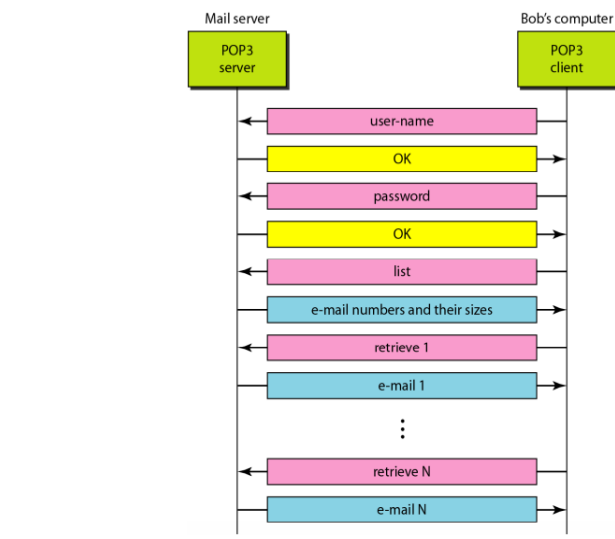 Mail server
Bob's computer
POP3
server
POP3
client
user-name
OK
password
OK
list
e-mail numbers and their sizes
retrieve 1
e-mail 1
retrieve N
e-mail N